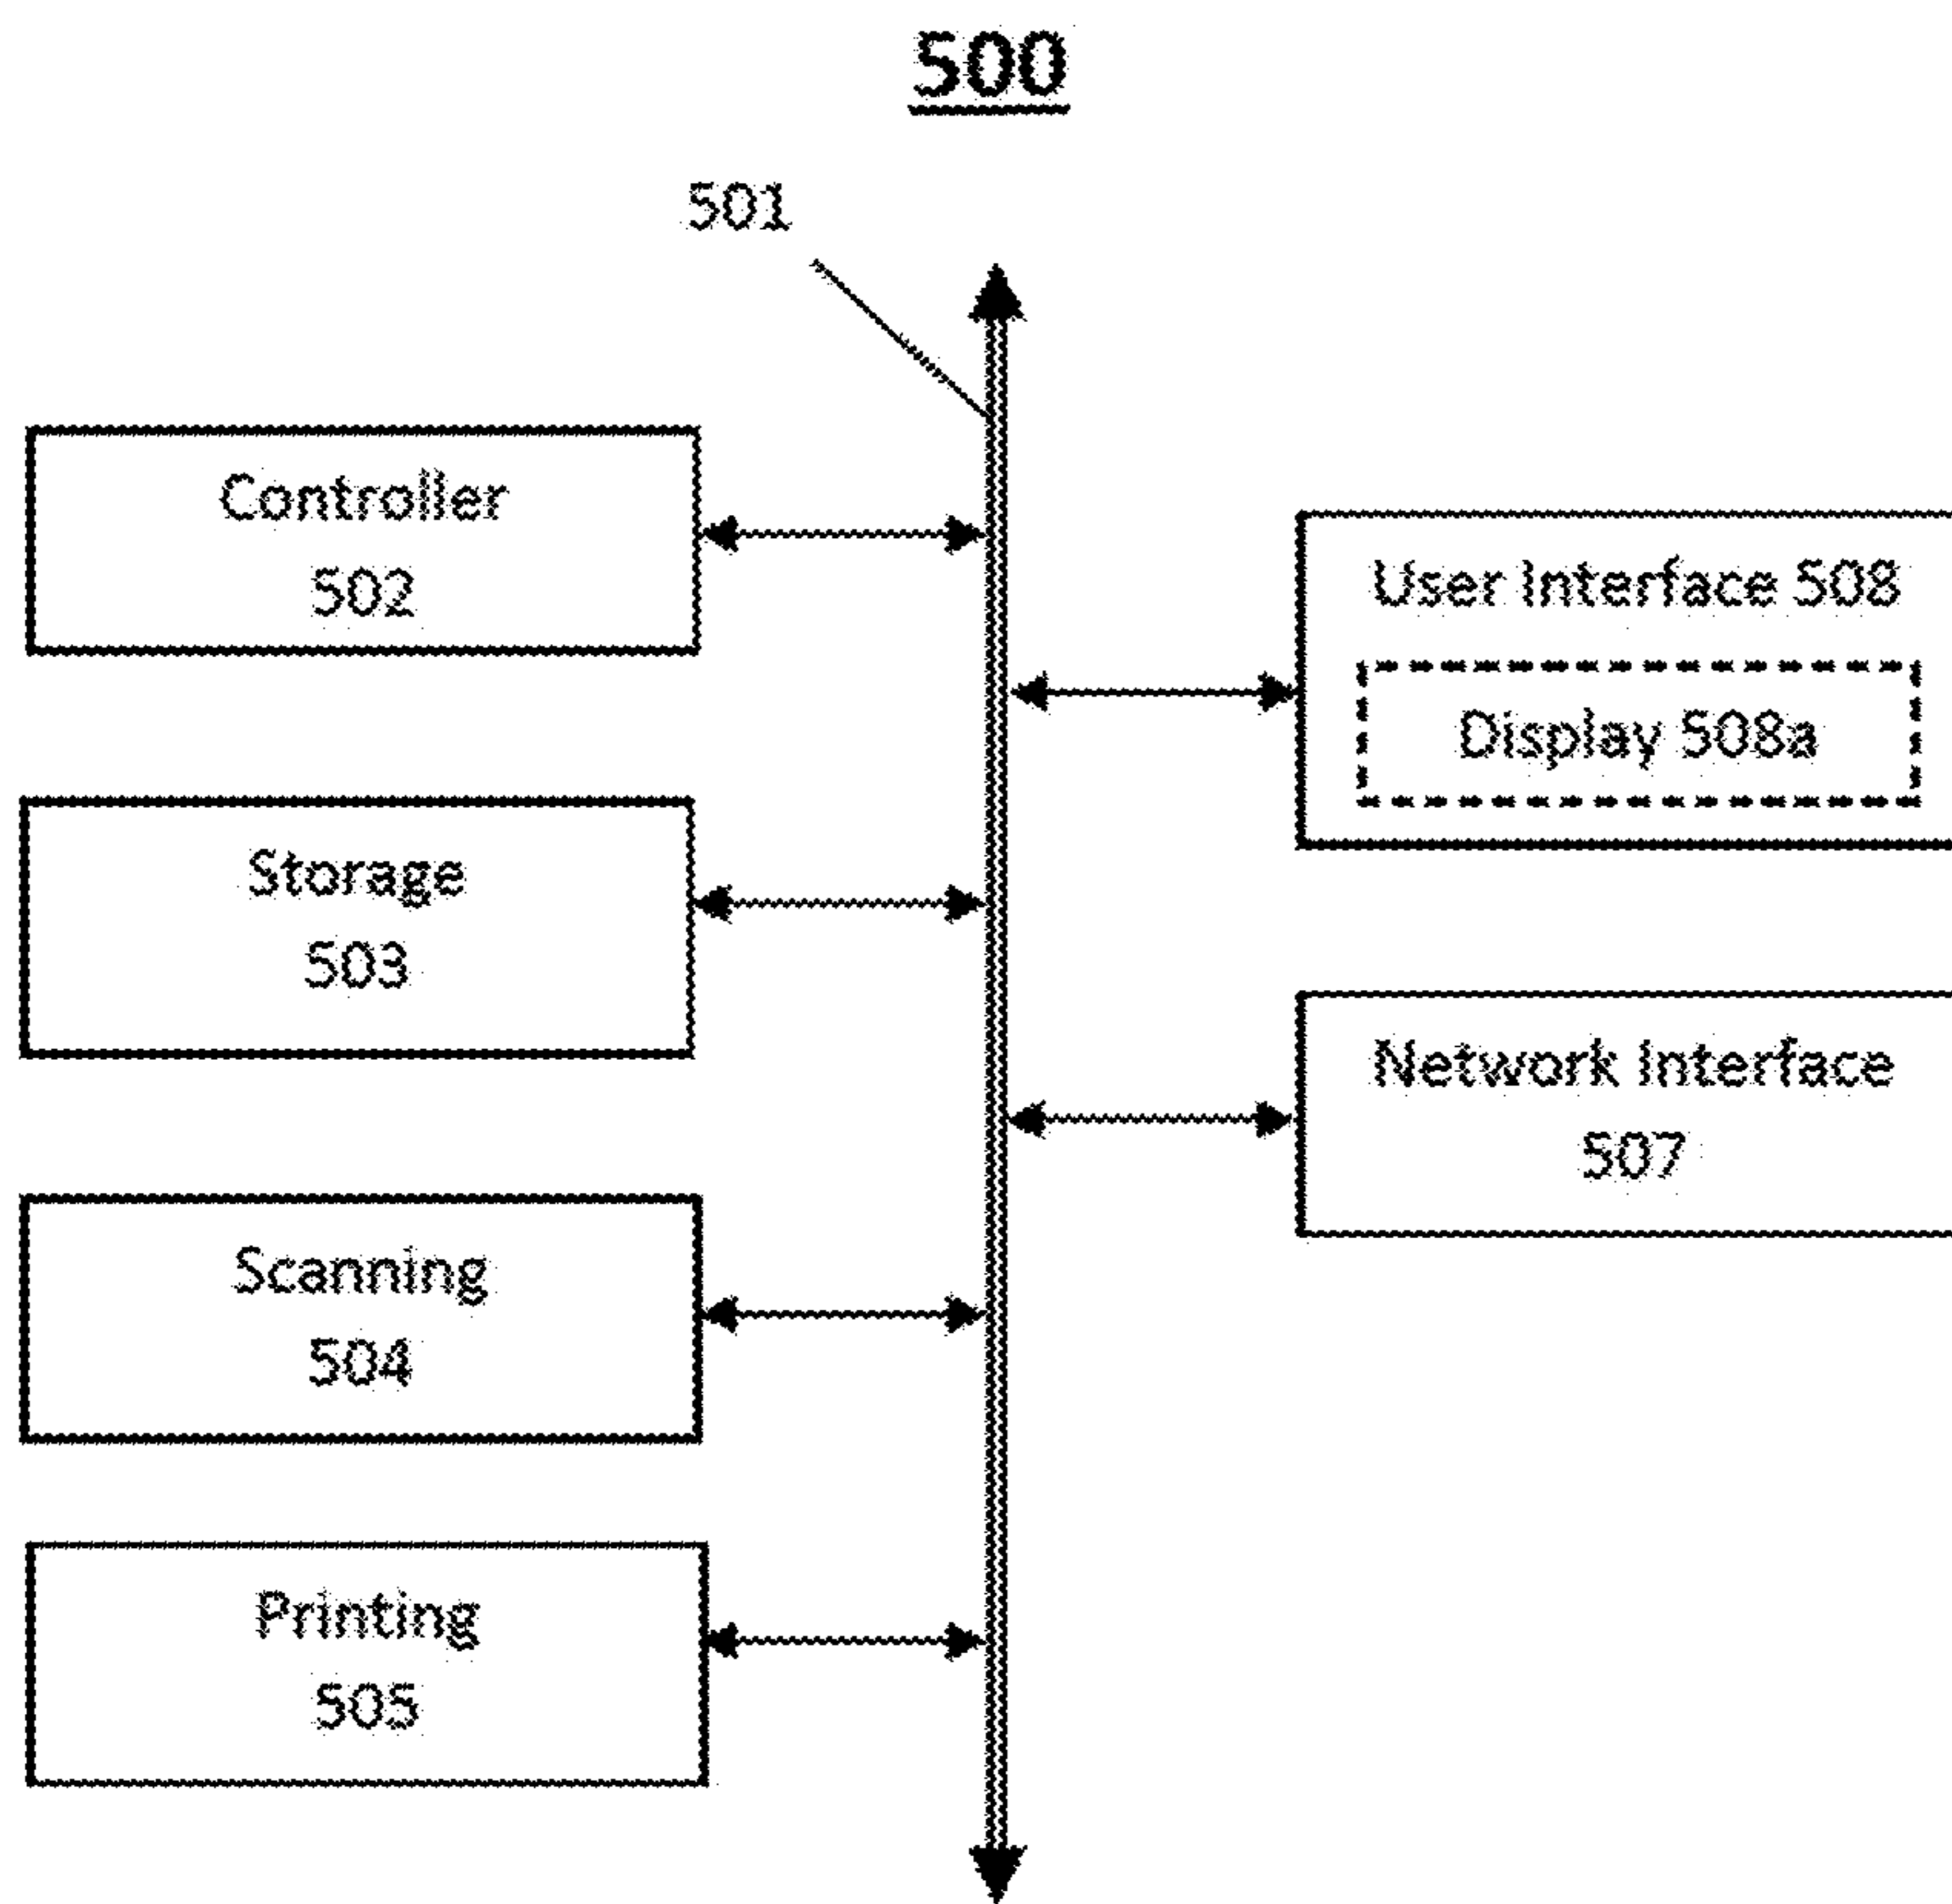 500
501
Controller
502
User Interface 508
Display 508a
Storage
503
Network Interface
507
Scanning
504
Printing
505